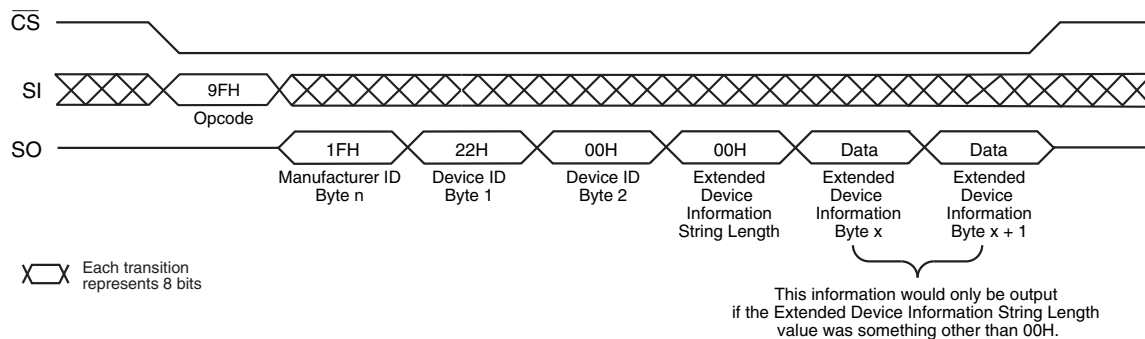 CS
SI
9FH
Opcode
SO
1FH
22H
00H
00H
Data
Data
Manufacturer ID
Byte n
Device ID
Byte 1
Device ID
Byte 2
Extended
Device
Information
String Length
Extended
Device
Information
Byte x
Extended
Device
Information
Byte x + 1
Each transition
represents 8 bits
This information would only be output
if the Extended Device Information String Length
value was something other than 00H.